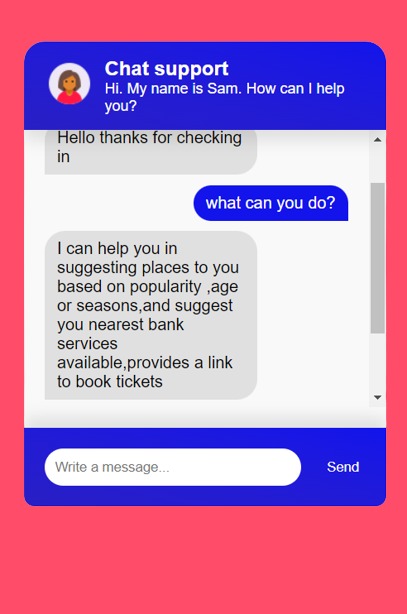 Chat support
Hi. My name is Sam. How can I help
you?
Hello thanks for checking
in
what can you do?
I can help you in
suggesting places to you
based on popularity ,age
or seasons,and suggest
you nearest bank
services
available,provides a link
to book tickets
Write a message...
Send